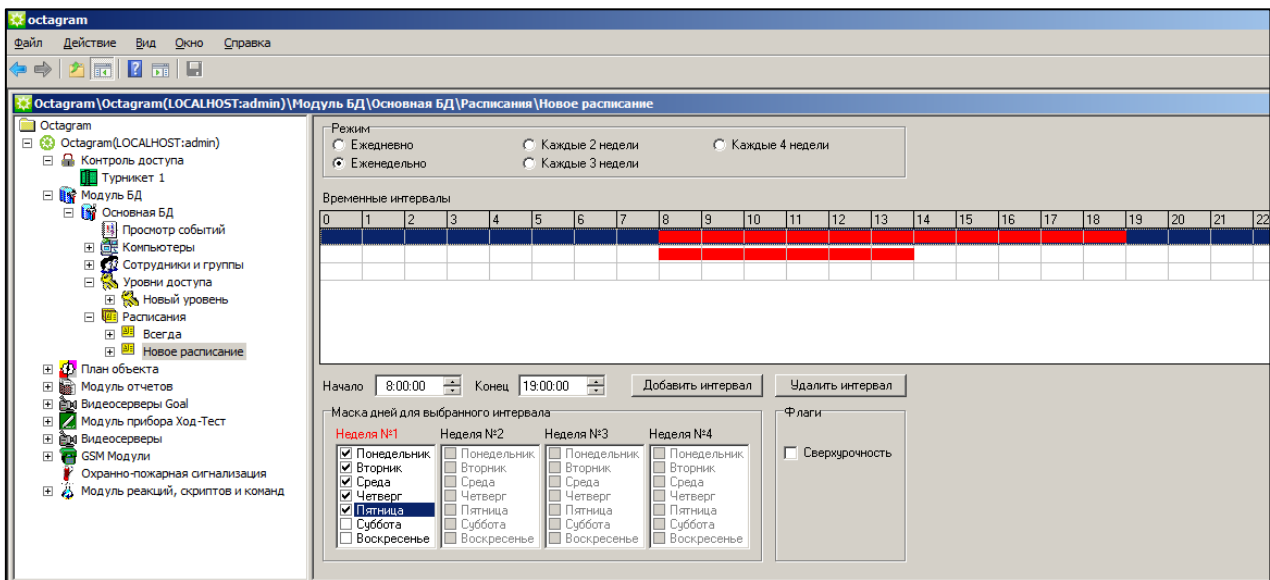 octagram
Файл Действие Вид Окно Справка
Octagram\Octagram(LOCALHOST:admin)\Модуль БД\Основная БД\Расписания\Новое расписание
Octagram
Octagram(LOCALHOST:admin)
Контроль доступа
Турникет 1
Модуль БД
Основная БД
Просмотр событий
Компьютеры
Сотрудники и группы
Уровни доступа
Новый уровень
Расписания
Всегда
Новое расписание
План объекта
Модуль отчетов
Видеосерверы Goal
Модуль прибора Ход-Тест
Видеосерверы
GSM Модули
Охранно-пожарная сигнализация
Модуль реакций, скриптов и команд
Режим
Ежедневно Каждые 2 недели Каждые 4 недели
Еженедельно Каждые 3 недели
Временные интервалы
0 1 2 3 4 5 6 7 8 9 10 11 12 13 14 15 16 17 18 19 20 21 22
Начало 8:00:00 Конец 19:00:00 Добавить интервал Удалить интервал
Маска дней для выбранного интервала Флаги
Неделя №1 Неделя №2 Неделя №3 Неделя №4
Понедельник Понедельник Понедельник Понедельник Сверхурочность
Вторник Вторник Вторник Вторник
Среда Среда Среда Среда
Четверг Четверг Четверг Четверг
Пятница Пятница Пятница Пятница
Суббота Суббота Суббота Суббота
Воскресенье Воскресенье Воскресенье Воскресенье